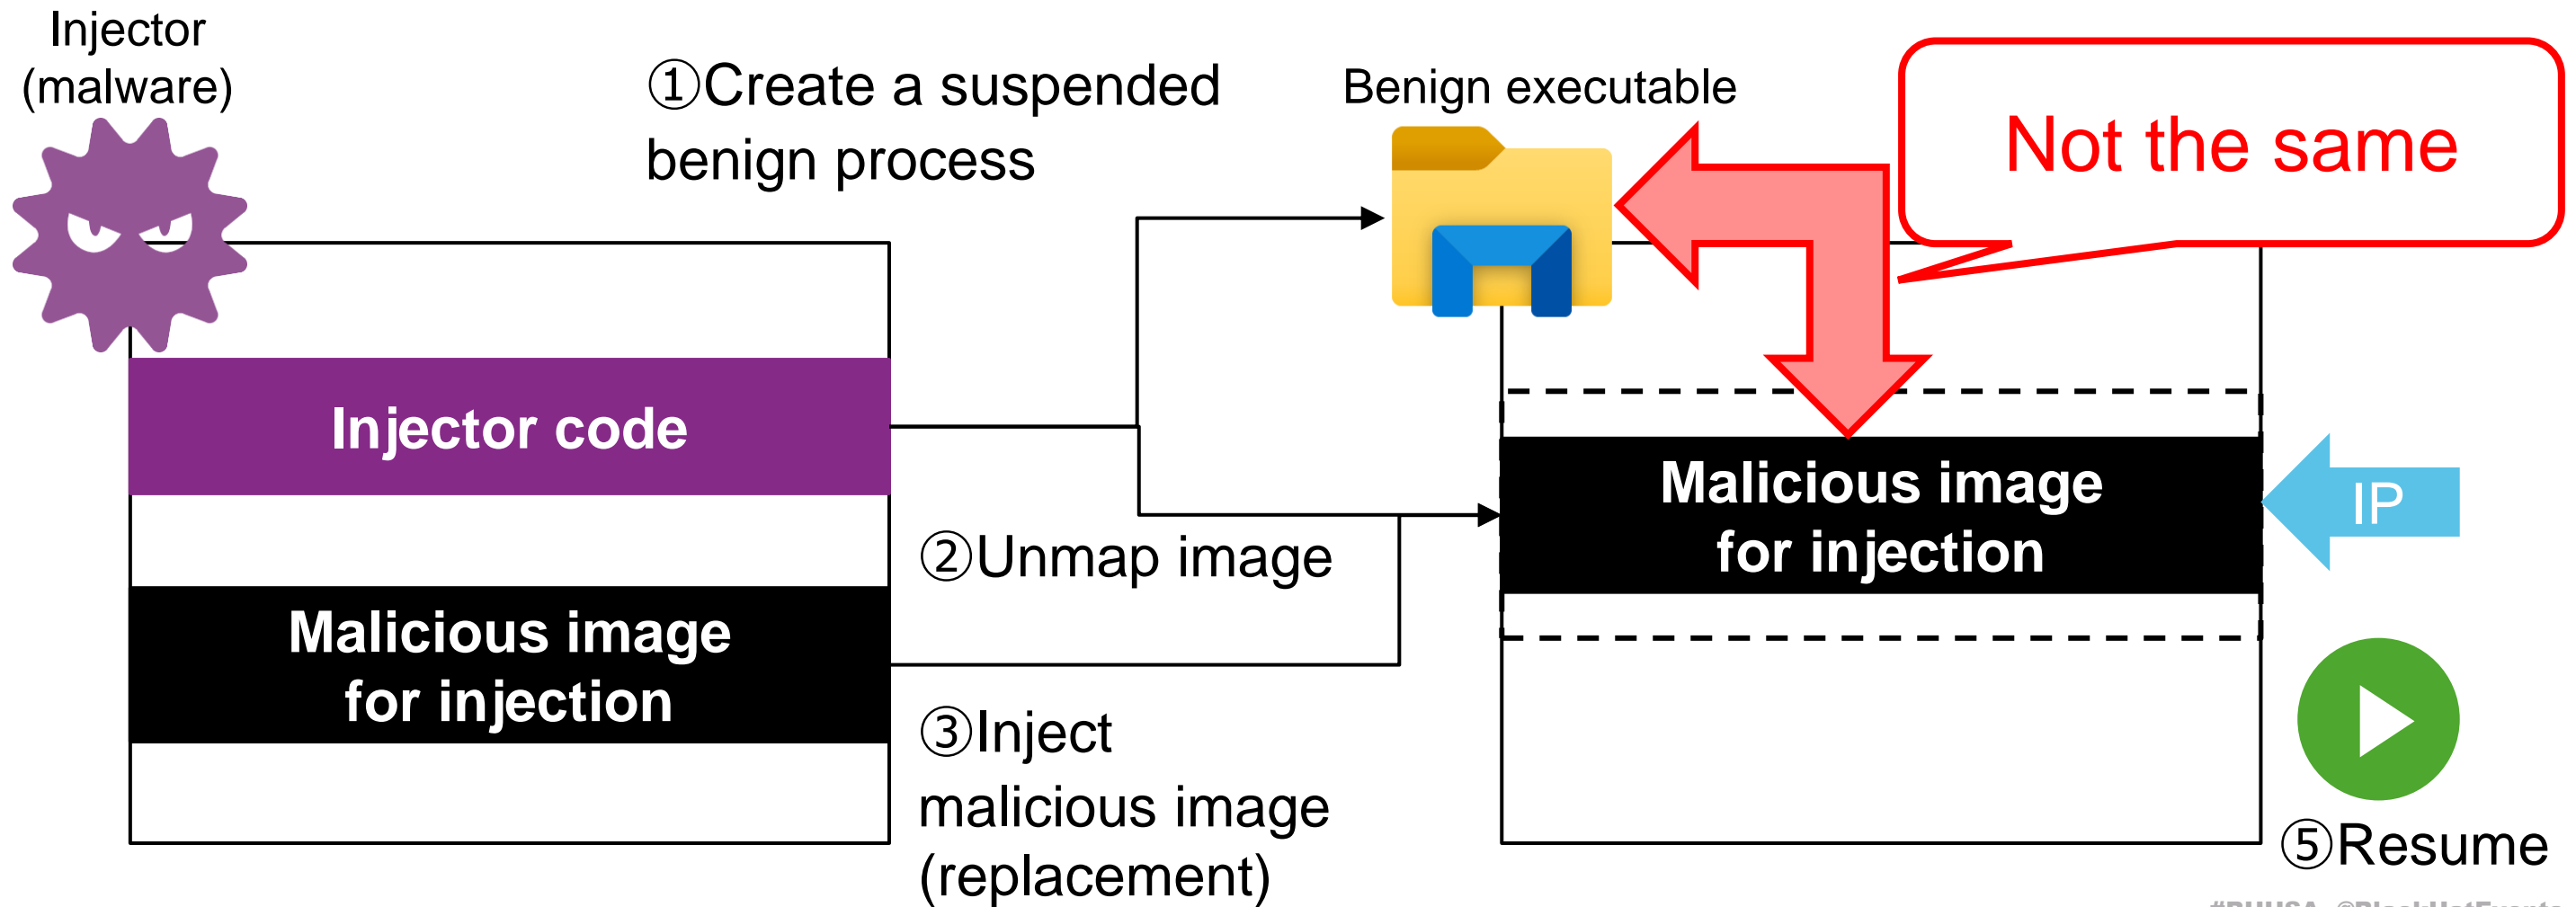 Injector
(malware)
①Create a suspended
benign process
Benign executable
Not the same
Injector code
Malicious image
for injection
②Unmap image
③Inject
malicious image
(replacement)
Malicious image
for injection
IP
⑤Resume